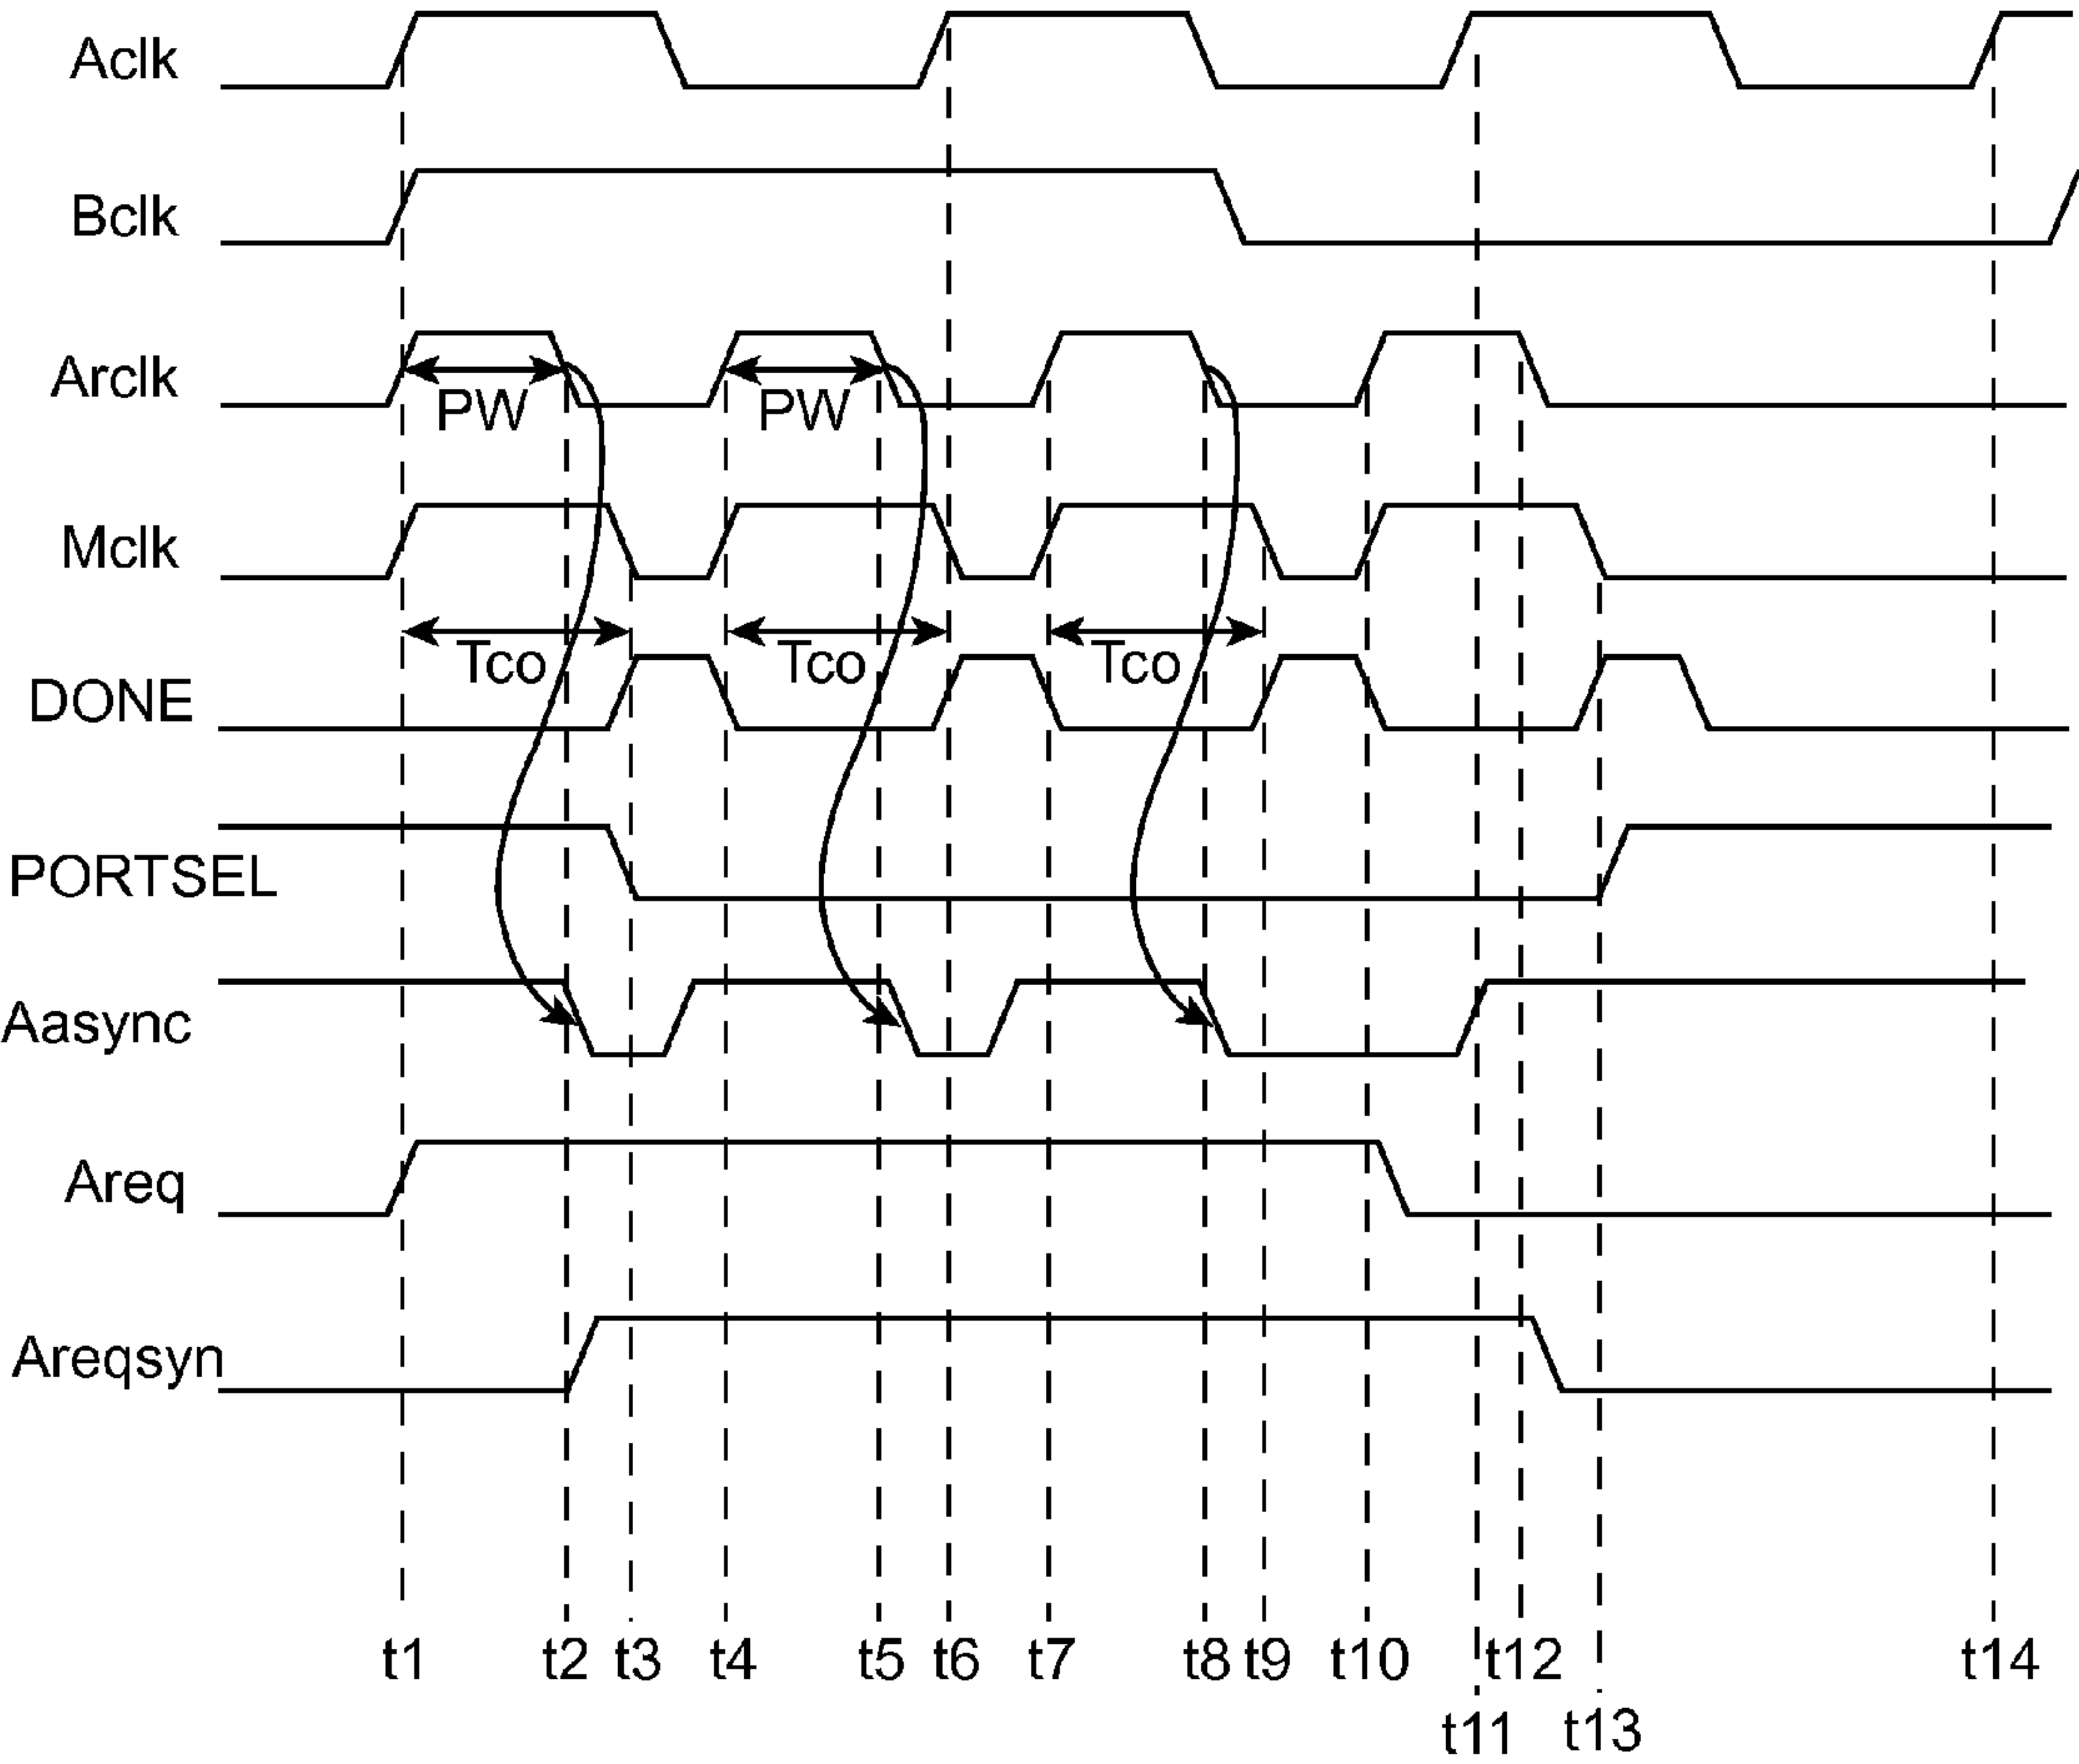 Aclk
Bclk
Arclk
PW PW
Mclk
Tco Tco Tco
DONE
PORTSEL
Aasync
Areq
Areqsyn
t1 t2 t3 t4 t5 t6 t7 t8 t9 t10 t12 t14
t11 t13